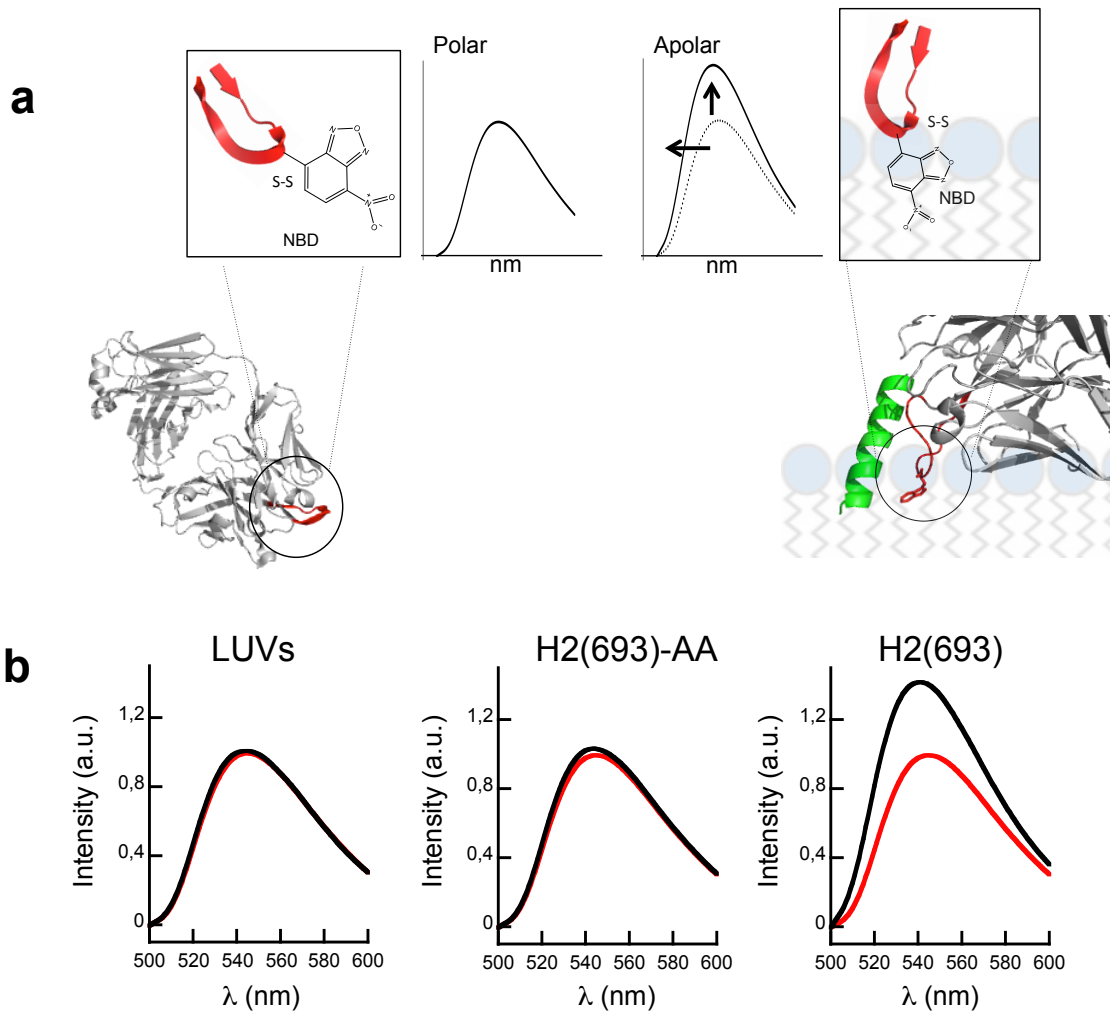 a
Polar
Apolar
S-S
N
O
N
N
+
O
O-
NBD
nm
nm
S-S
N
O
N
NBD
N
+
O
O-
b
LUVs
H2(693)-AA
H2(693)
Intensity (a.u.)
1,2
0,8
0,4
0
500 520 540 560 580 600
λ (nm)
Intensity (a.u.)
1,2
0,8
0,4
0
500 520 540 560 580 600
λ (nm)
Intensity (a.u.)
1,2
0,8
0,4
0
500 520 540 560 580 600
λ (nm)